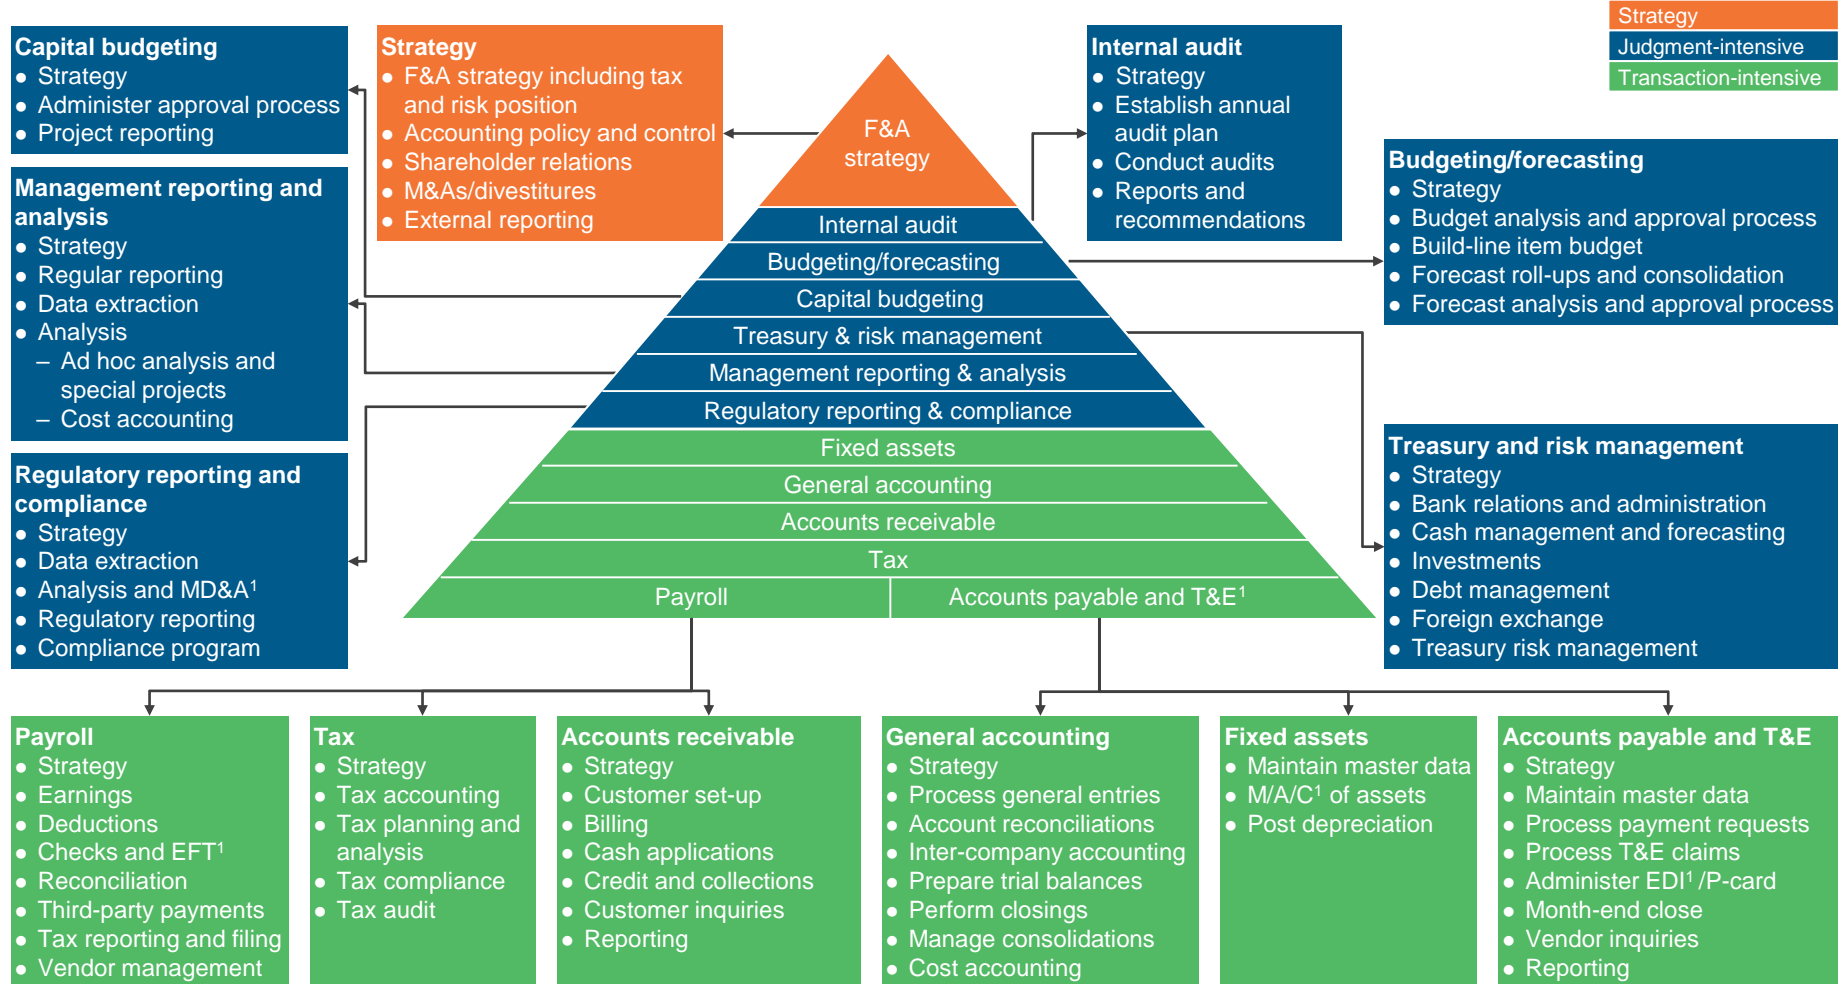 Strategy
Judgment-intensive
Transaction-intensive
Capital budgeting
● Strategy
● Administer approval process
● Project reporting
Strategy
● F&A strategy including tax
and risk position
● Accounting policy and control
● Shareholder relations
● M&As/divestitures
● External reporting
Internal audit
● Strategy
● Establish annual
audit plan
● Conduct audits
● Reports and
recommendations
Budgeting/forecasting
● Strategy
● Budget analysis and approval process
● Build-line item budget
● Forecast roll-ups and consolidation
● Forecast analysis and approval process
Management reporting and
analysis
● Strategy
● Regular reporting
● Data extraction
● Analysis
– Ad hoc analysis and
special projects
– Cost accounting
Regulatory reporting and
compliance
● Strategy
● Data extraction
● Analysis and MD&A¹
● Regulatory reporting
● Compliance program
Treasury and risk management
● Strategy
● Bank relations and administration
● Cash management and forecasting
● Investments
● Debt management
● Foreign exchange
● Treasury risk management
F&A
strategy
Internal audit
Budgeting/forecasting
Capital budgeting
Treasury & risk management
Management reporting & analysis
Regulatory reporting & compliance
Fixed assets
General accounting
Accounts receivable
Tax
Payroll
Accounts payable and T&E¹
Payroll
● Strategy
● Earnings
● Deductions
● Checks and EFT¹
● Reconciliation
● Third-party payments
● Tax reporting and filing
● Vendor management
Tax
● Strategy
● Tax accounting
● Tax planning and
analysis
● Tax compliance
● Tax audit
Accounts receivable
● Strategy
● Customer set-up
● Billing
● Cash applications
● Credit and collections
● Customer inquiries
● Reporting
General accounting
● Strategy
● Process general entries
● Account reconciliations
● Inter-company accounting
● Prepare trial balances
● Perform closings
● Manage consolidations
● Cost accounting
Fixed assets
● Maintain master data
● M/A/C¹ of assets
● Post depreciation
Accounts payable and T&E
● Strategy
● Maintain master data
● Process payment requests
● Process T&E claims
● Administer EDI¹ /P-card
● Month-end close
● Vendor inquiries
● Reporting